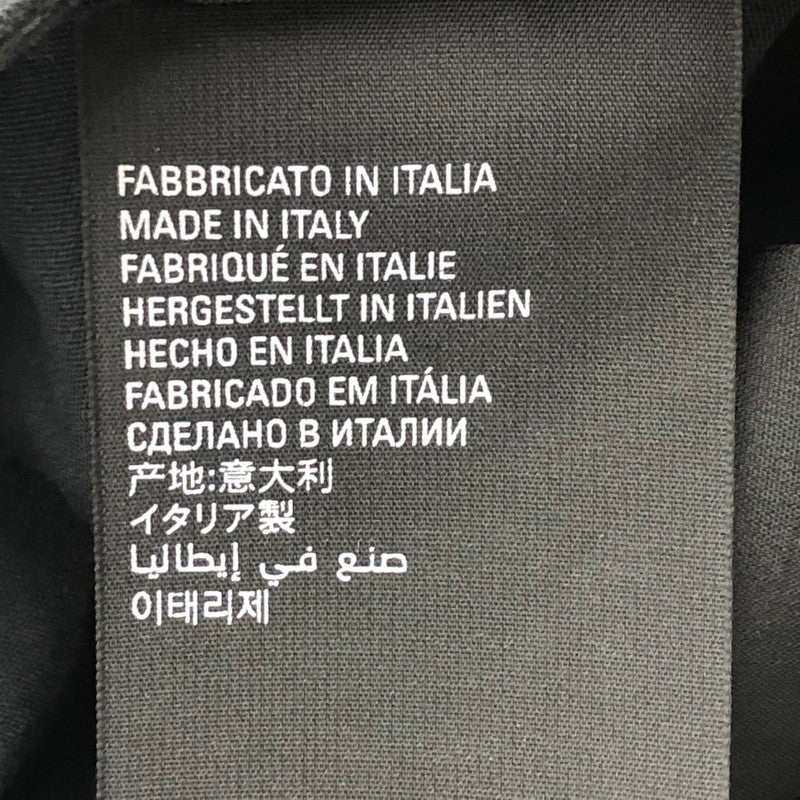 FABBRICATO IN ITALIA
MADE IN ITALY
FABRIQUÉ EN ITALIE
HERGESTELLT IN ITALIEN
HECHO EN ITALIA
FABRICADO EM ITÁLIA
СДЕЛАНО В ИТАЛИИ
产地:意大利
イタリア製
صنع في إيطاليا
이태리제